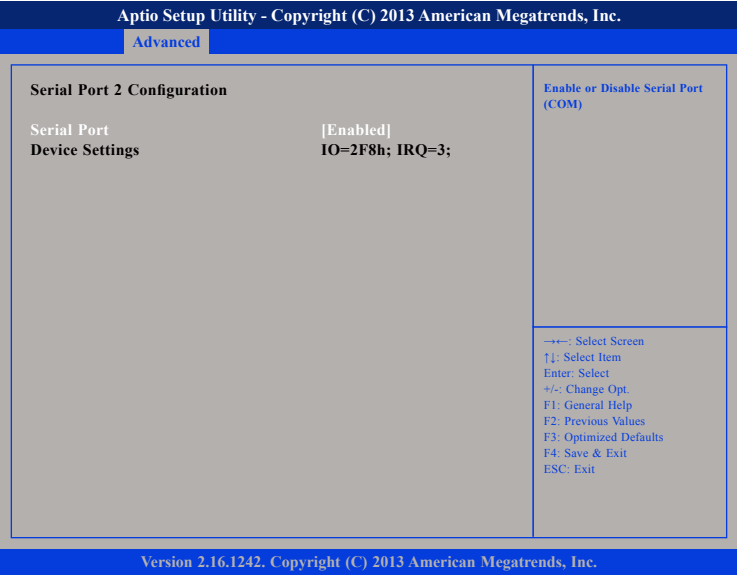 Aptio Setup Utility - Copyright (C) 2013 American Megatrends, Inc.
Advanced
Serial Port 2 Configuration
Serial Port [Enabled]
Device Settings IO=2F8h; IRQ=3;
Enable or Disable Serial Port
(COM)
→←: Select Screen
↑↓: Select Item
Enter: Select
+/-: Change Opt.
F1: General Help
F2: Previous Values
F3: Optimized Defaults
F4: Save & Exit
ESC: Exit
Version 2.16.1242. Copyright (C) 2013 American Megatrends, Inc.